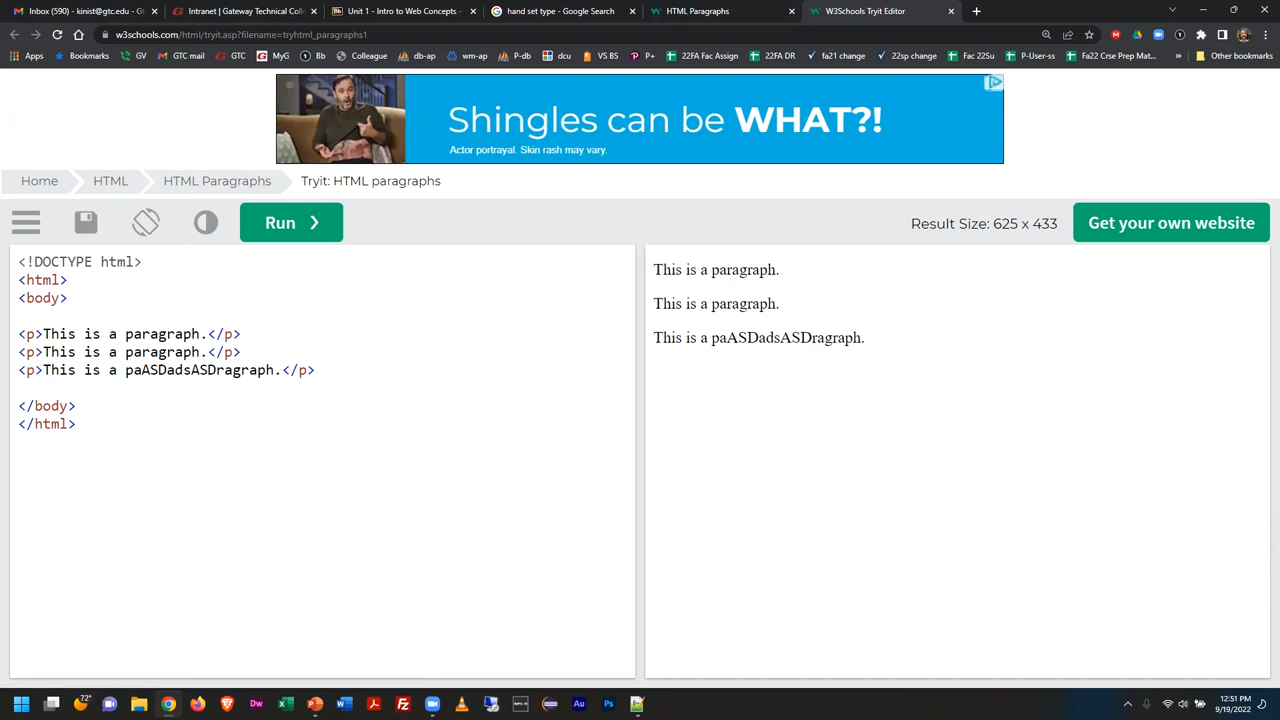 Inbox (590) - kinist@gtc.edu - Gt
Intranet | Gateway Technical Coll
Unit 1 - Intro to Web Concepts –
hand set type - Google Search
HTML Paragraphs
W3Schools Tryit Editor
w3schools.com/html/tryit.asp?filename=tryhtml_paragraphs1
Apps Bookmarks GV GTC mail GTC MyG Bb Colleague db-ap wm-ap P-db dcu VS BS P+ 22FA Fac Assign 22FA DR fa21 change 22sp change Fac 22Su P-User-ss Fa22 Crse Prep Mat... » Other bookmarks
Shingles can be WHAT?!
Actor portrayal. Skin rash may vary.
Home HTML HTML Paragraphs Tryit: HTML paragraphs
Run ❯ Result Size: 625 x 433 Get your own website
<!DOCTYPE html>
<html>
<body>
<p>This is a paragraph.</p>
<p>This is a paragraph.</p>
<p>This is a paASDadsASDragraph.</p>
</body>
</html>
This is a paragraph.
This is a paragraph.
This is a paASDadsASDragraph.
72°
12:51 PM
9/19/2022